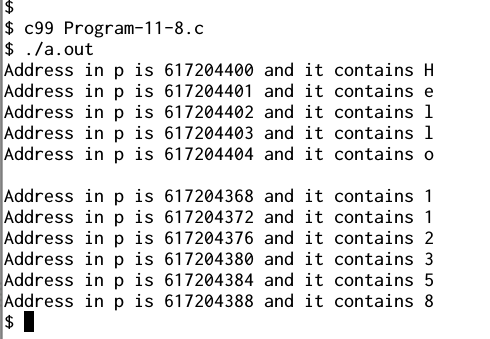 $
$ c99 Program-11-8.c
$ ./a.out
Address in p is 617204400 and it contains H
Address in p is 617204401 and it contains e
Address in p is 617204402 and it contains l
Address in p is 617204403 and it contains l
Address in p is 617204404 and it contains o

Address in p is 617204368 and it contains 1
Address in p is 617204372 and it contains 1
Address in p is 617204376 and it contains 2
Address in p is 617204380 and it contains 3
Address in p is 617204384 and it contains 5
Address in p is 617204388 and it contains 8
$